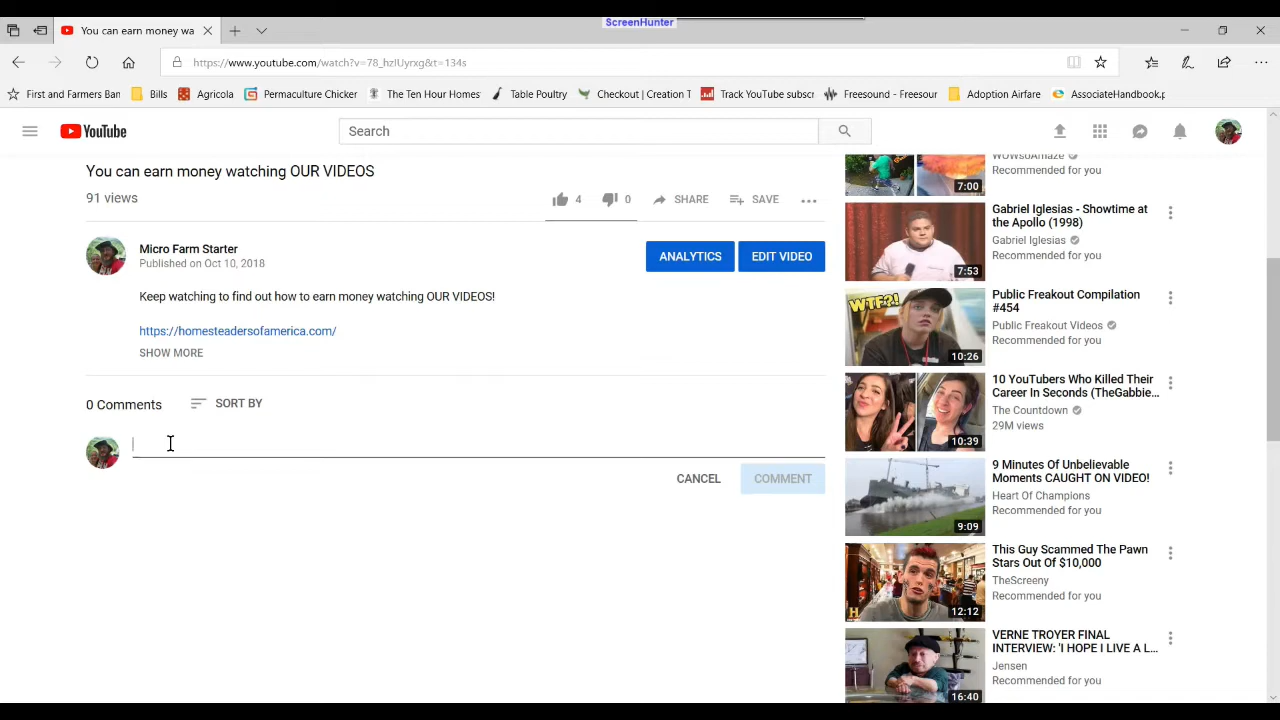 ScreenHunter
You can earn money wa
https://www.youtube.com/watch?v=78_hzIUyrxg&t=134s
First and Farmers Ban
Bills
Agricola
Permaculture Chicker
The Ten Hour Homes
Table Poultry
Checkout | Creation T
Track YouTube subscr
Freesound - Freesour
Adoption Airfare
AssociateHandbook.p
YouTube
Search
You can earn money watching OUR VIDEOS
91 views
4
0
SHARE
SAVE
Micro Farm Starter
Published on Oct 10, 2018
ANALYTICS
EDIT VIDEO
Keep watching to find out how to earn money watching OUR VIDEOS!
https://homesteadersofamerica.com/
SHOW MORE
0 Comments
SORT BY
CANCEL
COMMENT
WOWsoAmaze
Recommended for you
7:00
Gabriel Iglesias - Showtime at
the Apollo (1998)
Gabriel Iglesias
Recommended for you
7:53
WTF?!
Public Freakout Compilation
#454
Public Freakout Videos
Recommended for you
10:26
10 YouTubers Who Killed Their
Career In Seconds (TheGabbie...
The Countdown
29M views
10:39
9 Minutes Of Unbelievable
Moments CAUGHT ON VIDEO!
Heart Of Champions
Recommended for you
9:09
This Guy Scammed The Pawn
Stars Out Of $10,000
TheScreeny
Recommended for you
H
12:12
VERNE TROYER FINAL
INTERVIEW: 'I HOPE I LIVE A L...
Jensen
Recommended for you
16:40